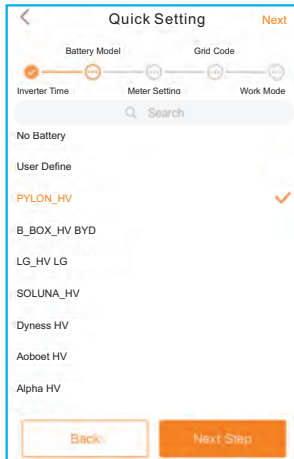 Quick Setting Next
Battery Model Grid Code
Inverter Time Meter Setting Work Mode
Search
No Battery
User Define
PYLON_HV
B_BOX_HV BYD
LG_HV LG
SOLUNA_HV
Dyness HV
Aoboet HV
Alpha HV
Back Next Step